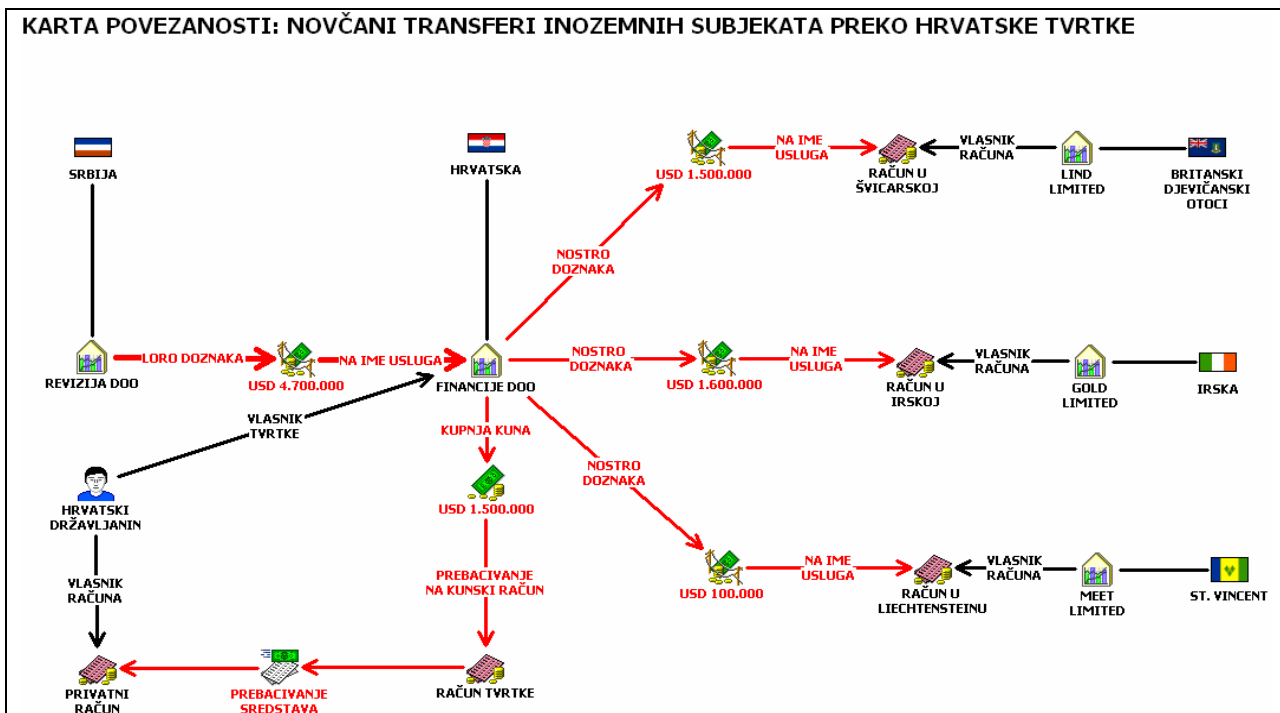 KARTA POVEZANOSTI: NOVČANI TRANSFERI INOZEMNIH SUBJEKATA PREKO HRVATSKE TVRTKE
SRBIJA
HRVATSKA
USD 1.500.000
NA IME
USLUGA
RAČUN U
ŠVICARSKOJ
VLASNIK
RAČUNA
LIND
LIMITED
BRITANSKI
DJEVIČANSKI
OTOCI
NOSTRO
DOZNAKA
REVIZIJA DOO
LORO DOZNAKA
USD 4.700.000
NA IME USLUGA
FINANCIJE DOO
NOSTRO
DOZNAKA
USD 1.600.000
NA IME
USLUGA
RAČUN U
IRSKOJ
VLASNIK
RAČUNA
GOLD
LIMITED
IRSKA
VLASNIK
TVRTKE
KUPNJA KUNA
NOSTRO
DOZNAKA
HRVATSKI
DRŽAVLJANIN
USD 1.500.000
VLASNIK
RAČUNA
PREBACIVANJE
NA KUNSKI RAČUN
USD 100.000
NA IME
USLUGA
RAČUN U
LIECHTENSTEINU
VLASNIK
RAČUNA
MEET
LIMITED
ST. VINCENT
PRIVATNI
RAČUN
PREBACIVANJE
SREDSTAVA
RAČUN TVRTKE